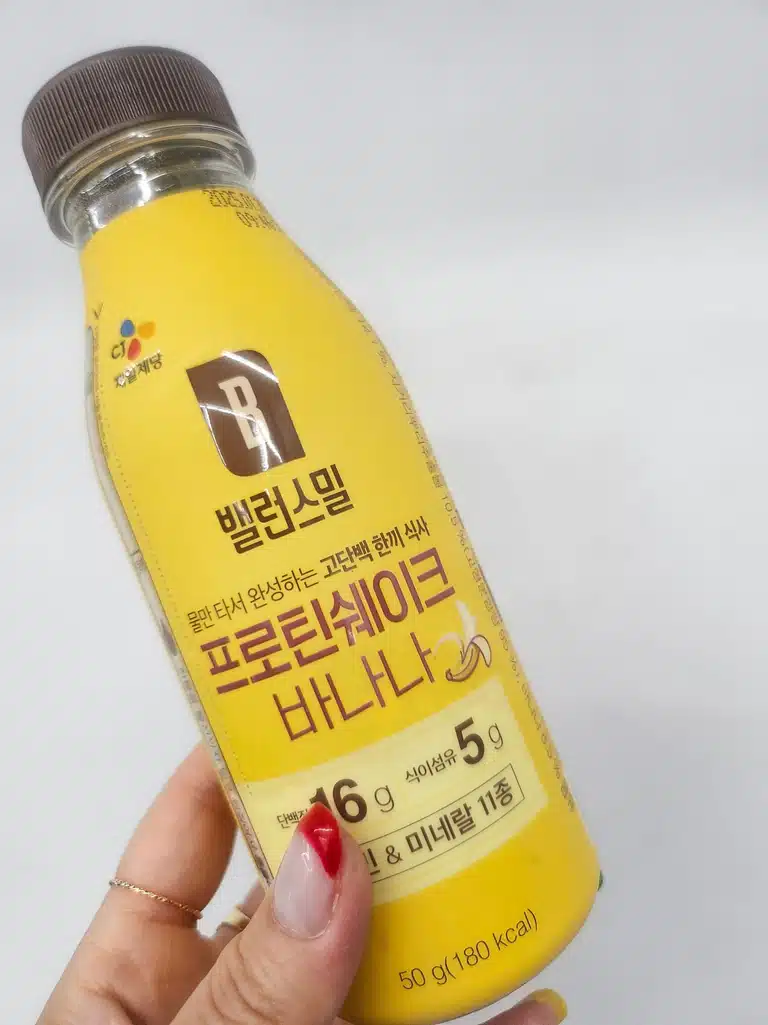 CJ
제일제당
B
밸런스밀
물만 타서 완성하는 고단백 한끼 식사
프로틴쉐이크
바나나
16 g 식이섬유 5 g
& 미네랄 11종
50 g(180 kcal)